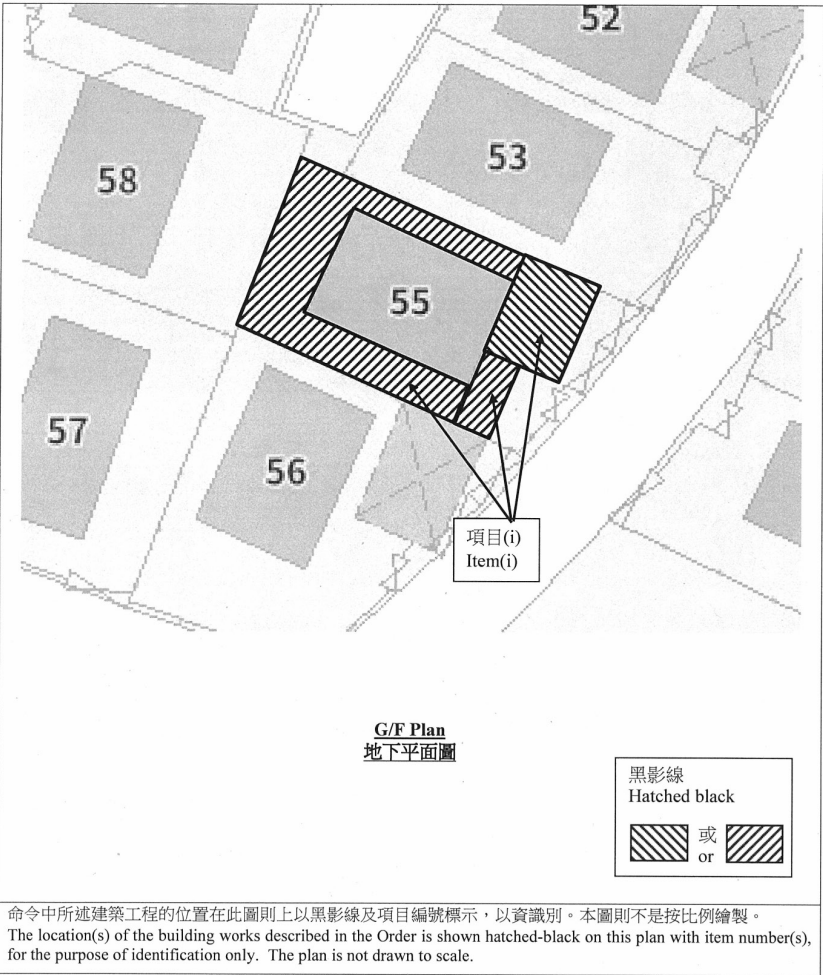 52
53
58
55
57
56
項目(i)
Item(i)
G/F Plan
地下平面圖
黑影線
Hatched black
或
or
命令中所述建築工程的位置在此圖則上以黑影線及項目編號標示，以資識別。本圖則不是按比例繪製。
The location(s) of the building works described in the Order is shown hatched-black on this plan with item number(s),
for the purpose of identification only. The plan is not drawn to scale.